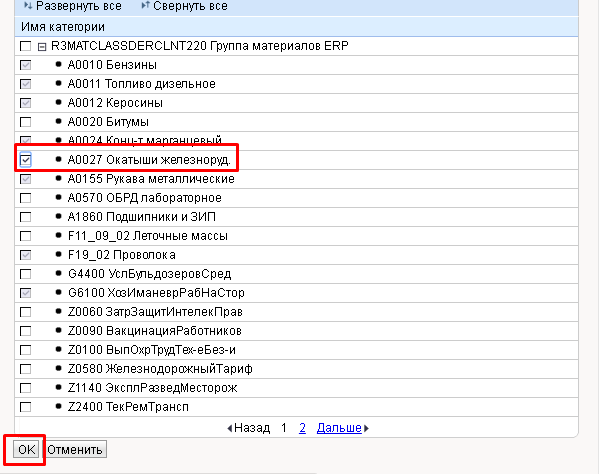 Развернуть все Свернуть все
Имя категории
R3MATCLASSDERCLNT220 Группа материалов ERP
A0010 Бензины
A0011 Топливо дизельное
A0012 Керосины
A0020 Битумы
A0024 Конц-т марганцевый
A0027 Окатыши железноруд.
A0155 Рукава металлические
A0570 ОБРД лабораторное
A1860 Подшипники и ЗИП
F11_09_02 Леточные массы
F19_02 Проволока
G4400 УслБульдозеровСред
G6100 ХозИманеврРабНаСтор
Z0060 ЗатрЗащитИнтелекПрав
Z0090 ВакцинацияРаботников
Z0100 ВыпОхрТрудТех-еБез-и
Z0580 ЖелезнодорожныйТариф
Z1140 ЭксплРазведМесторож
Z2400 ТекРемТрансп
Назад 1 2 Дальше
OK Отменить